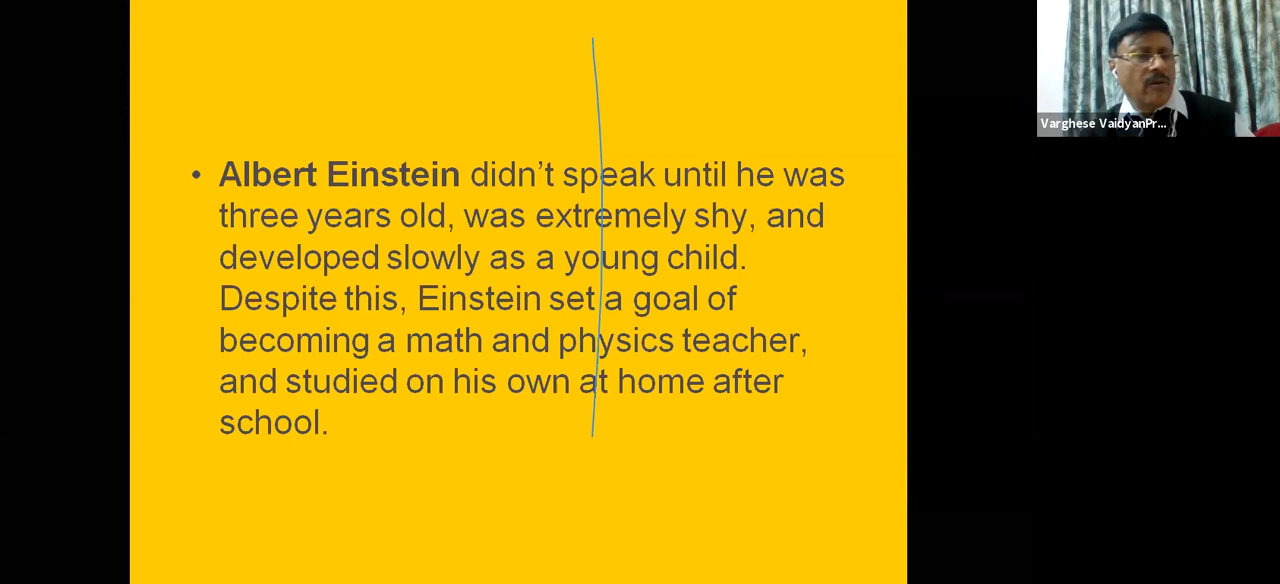 • Albert Einstein didn’t speak until he was
three years old, was extremely shy, and
developed slowly as a young child.
Despite this, Einstein set a goal of
becoming a math and physics teacher,
and studied on his own at home after
school.
Varghese VaidyanPr...